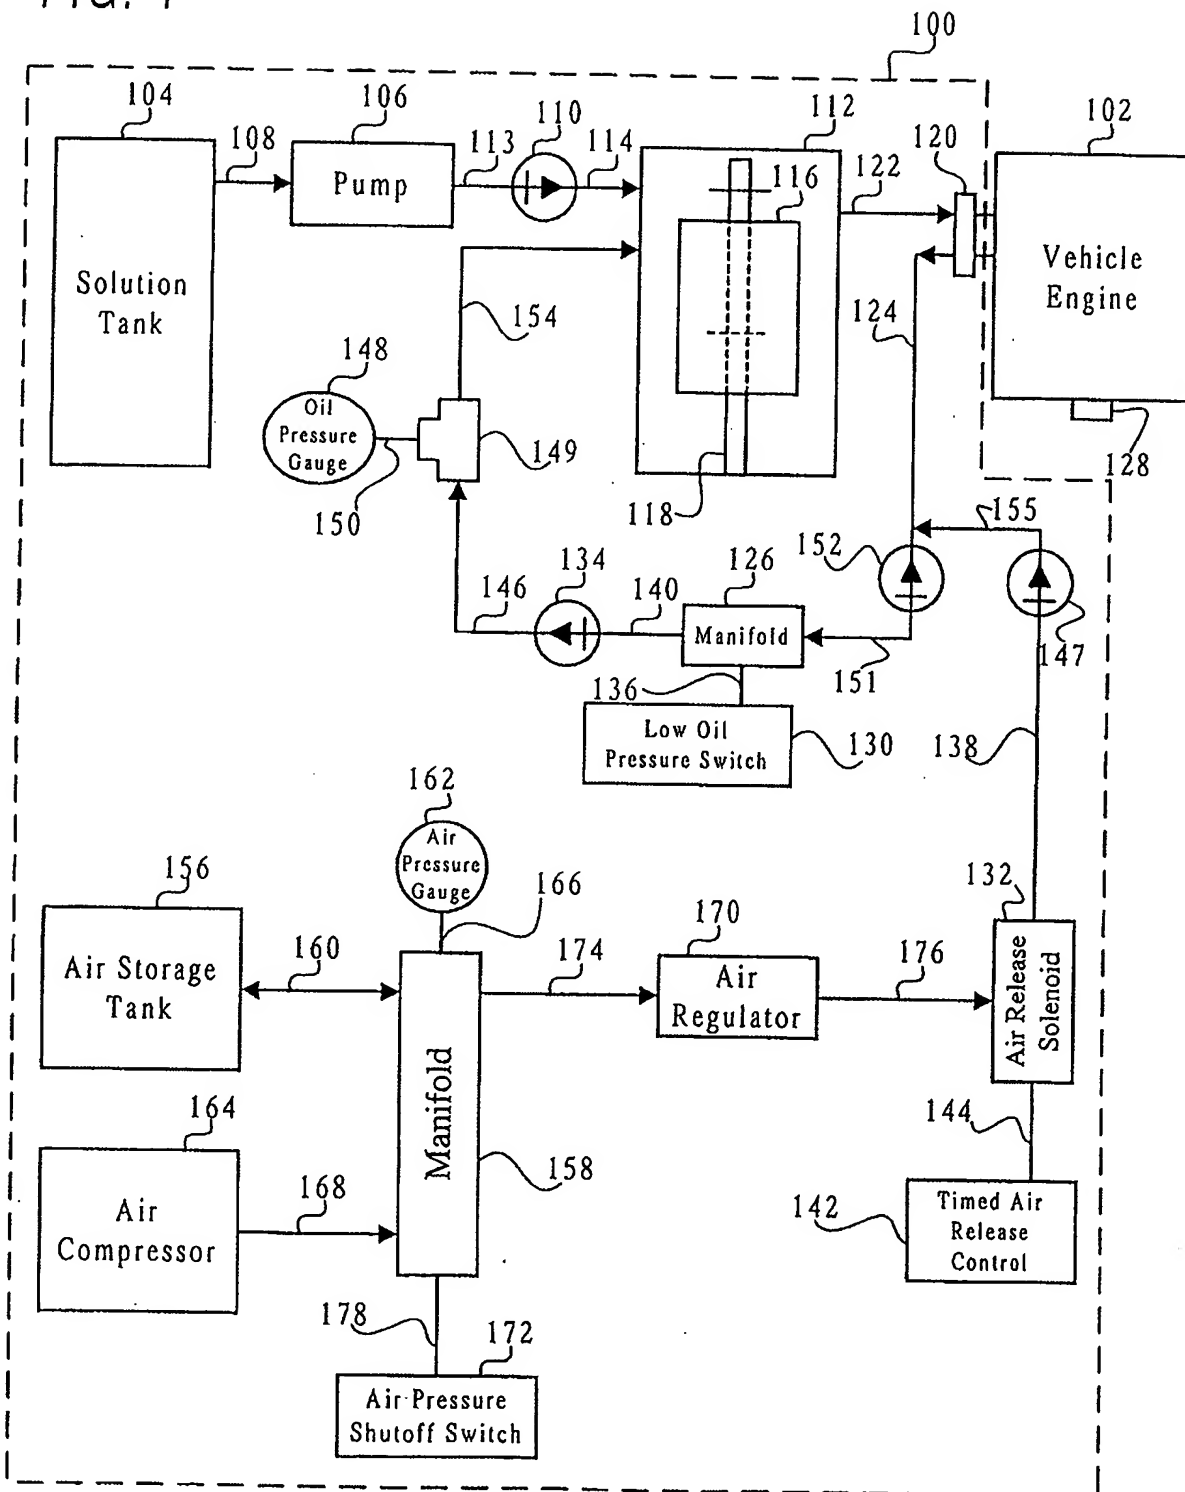 FIG. 1
100
104
106
110
112
102
108
113
114
120
122
116
Pump
Solution
Tank
Vehicle
Engine
154
124
148
Oil
Pressure
Gauge
149
128
150
118
155
152
134
126
146
140
Manifold
151
147
136
Low Oil
Pressure Switch
130
138
162
Air
Pressure
Gauge
156
166
132
170
160
174
176
Air Storage
Tank
Air
Regulator
Air Release
Solenoid
Manifold
164
144
158
168
Air
Compressor
142
Timed Air
Release
Control
178
172
Air-Pressure
Shutoff Switch